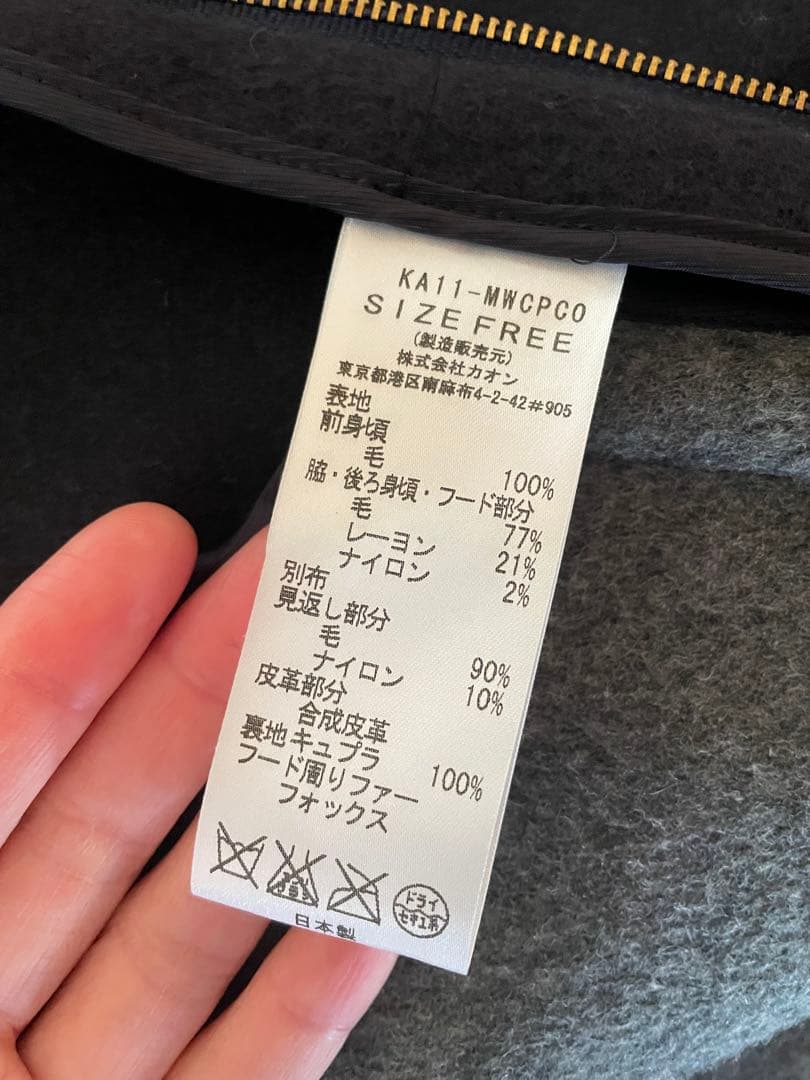 KA11-MWCPCO
SIZE FREE
(製造販売元)
株式会社カオン
東京都港区南麻布4-2-42#905
表地
前身頃
毛 100%
脇・後ろ身頃・フード部分
毛 77%
レーヨン 21%
ナイロン 2%
別布
見返し部分
毛 90%
ナイロン 10%
皮革部分
合成皮革
裏地 キュプラ 100%
フード周りファー
フォックス
ドライ
セキユ系
日本製